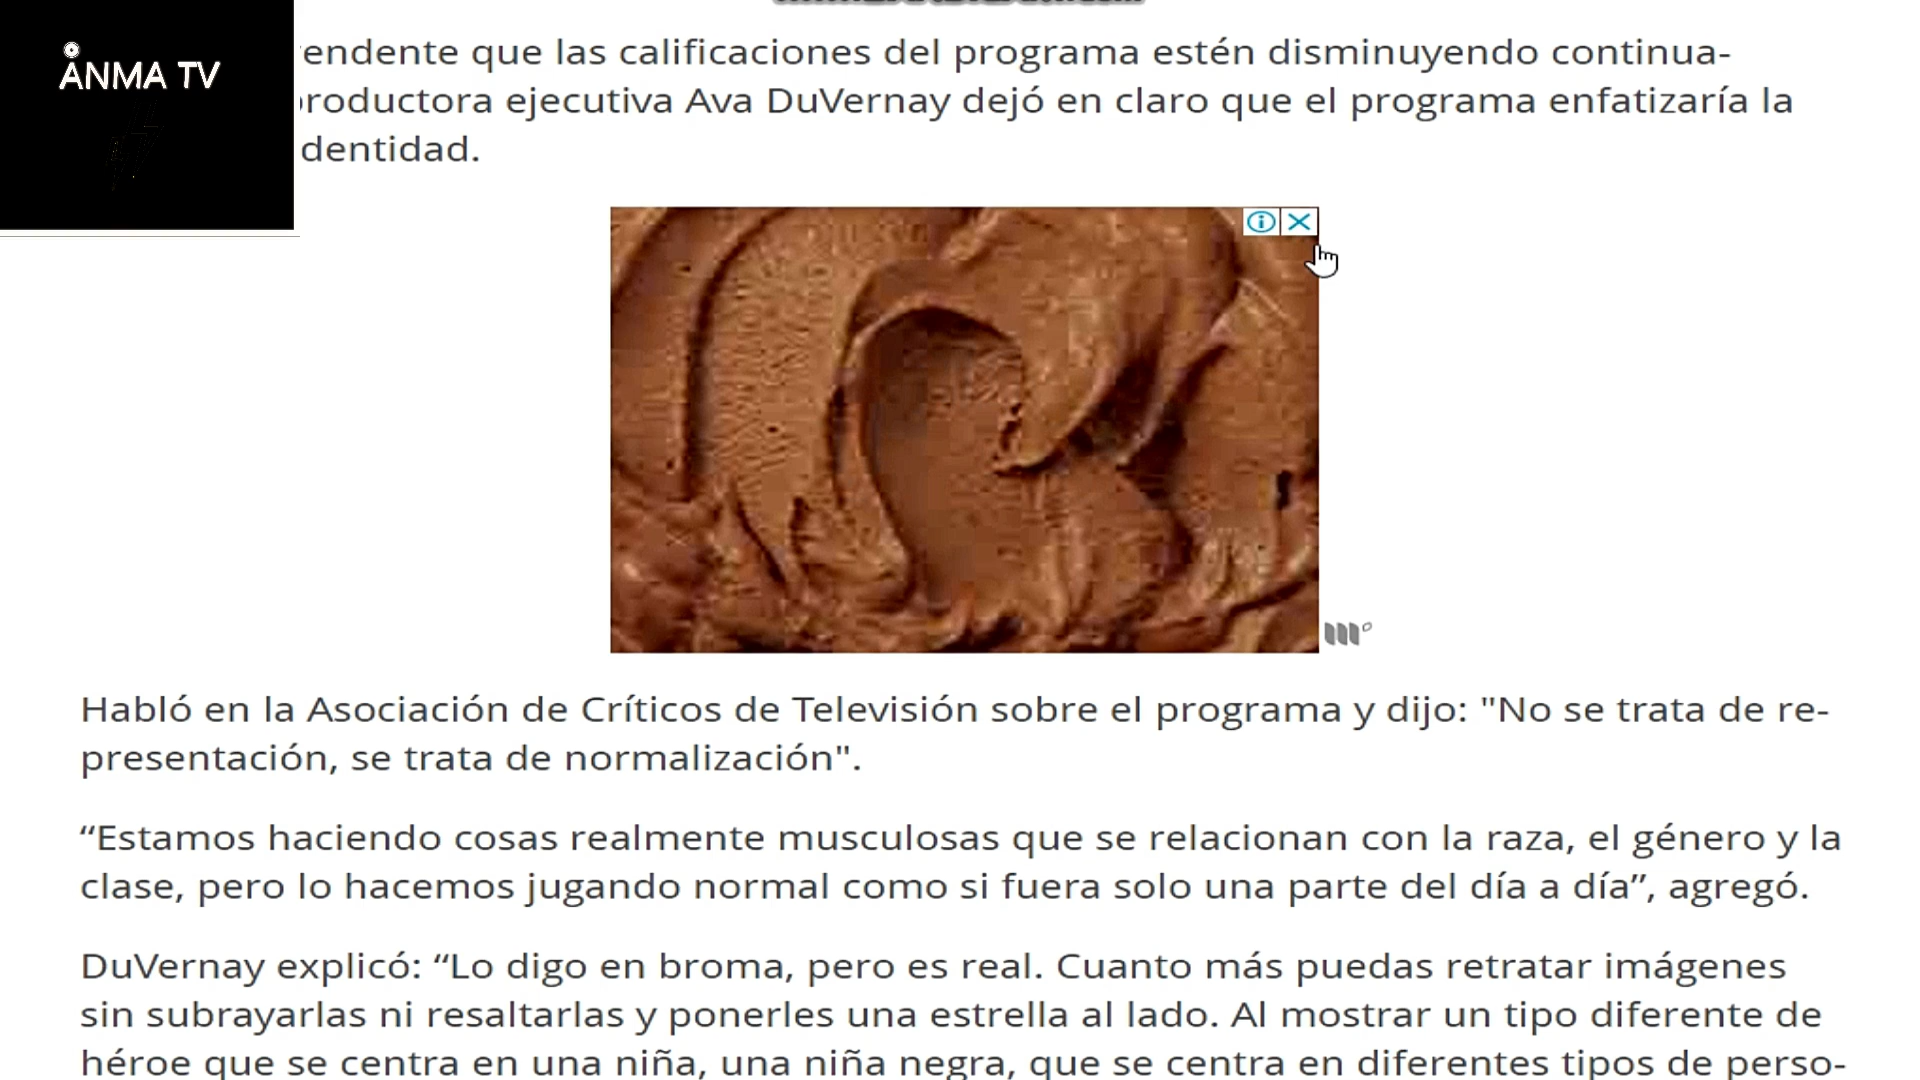 ANMA TV
endente que las calificaciones del programa estén disminuyendo continua-
productora ejecutiva Ava DuVernay dejó en claro que el programa enfatizaría la
dentidad.
Habló en la Asociación de Críticos de Televisión sobre el programa y dijo: "No se trata de re-
presentación, se trata de normalización".
“Estamos haciendo cosas realmente musculosas que se relacionan con la raza, el género y la
clase, pero lo hacemos jugando normal como si fuera solo una parte del día a día”, agregó.
DuVernay explicó: “Lo digo en broma, pero es real. Cuanto más puedas retratar imágenes
sin subrayarlas ni resaltarlas y ponerles una estrella al lado. Al mostrar un tipo diferente de
héroe que se centra en una niña, una niña negra, que se centra en diferentes tipos de perso-